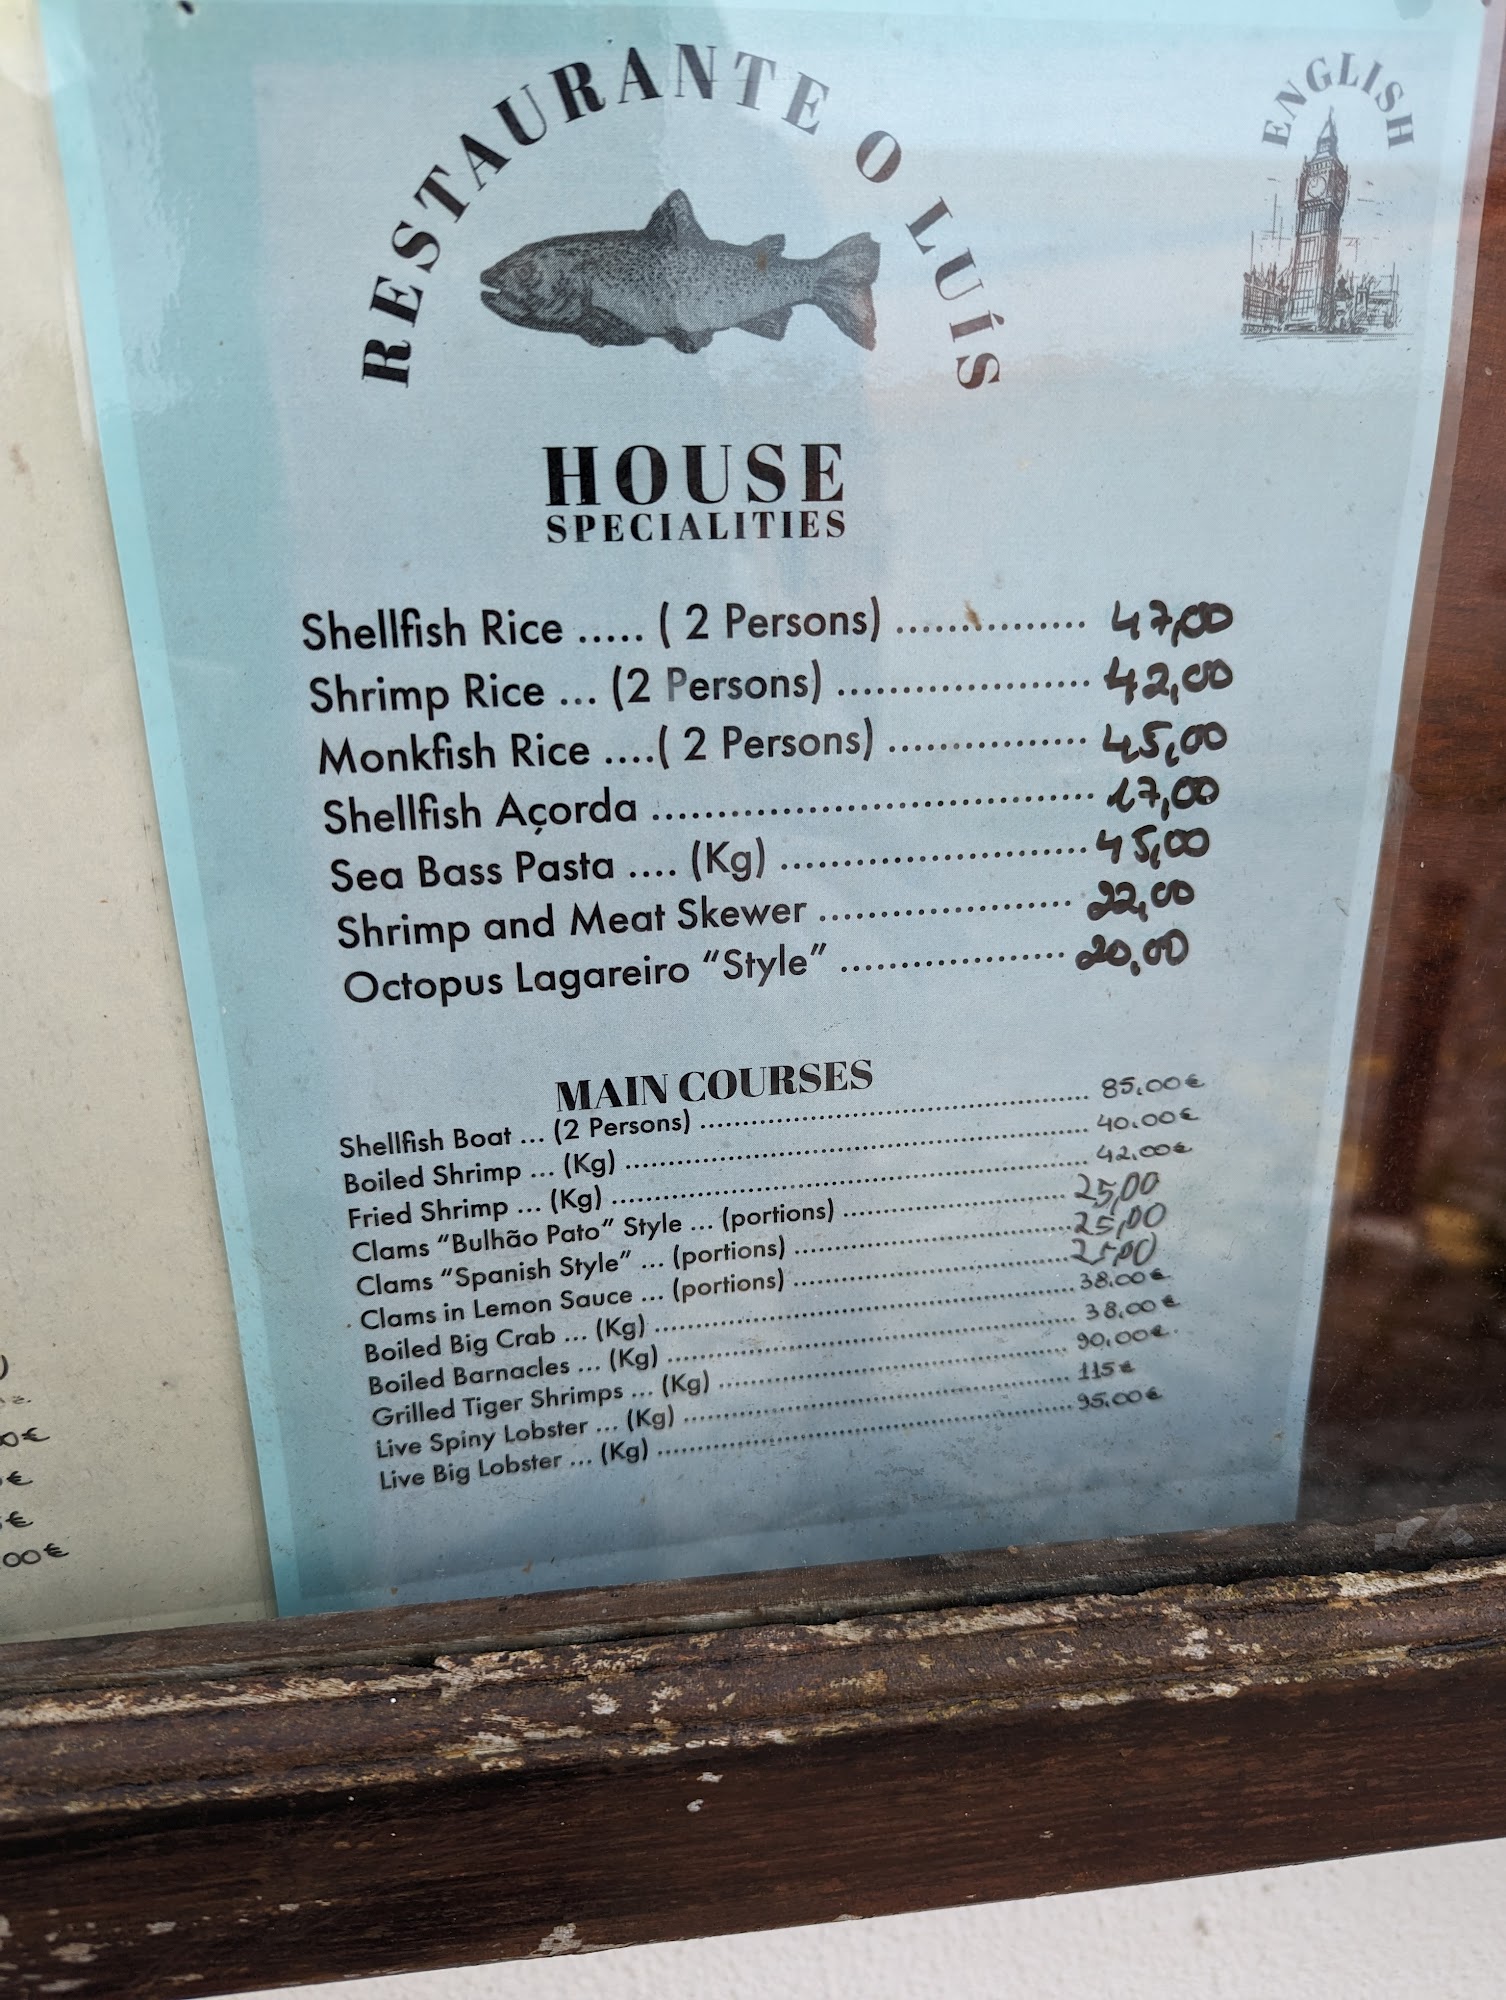 RESTAURANTE O LUÍS
ENGLISH
HOUSE
SPECIALITIES
Shellfish Rice ..... ( 2 Persons) ............... 47,00
Shrimp Rice ... (2 Persons) .................... 42,00
Monkfish Rice ....( 2 Persons) ................ 45,00
Shellfish Açorda .................................. 17,00
Sea Bass Pasta .... (Kg) ........................ 45,00
Shrimp and Meat Skewer .................... 22,00
Octopus Lagareiro “Style” .................... 20,00
MAIN COURSES
Shellfish Boat ... (2 Persons) ........................................ 85.00€
Boiled Shrimp ... (Kg) ........................................ 40.00€
Fried Shrimp ... (Kg) ........................................ 42,00€
Clams “Bulhão Pato” Style ... (portions) ........................ 25,00
Clams “Spanish Style” ... (portions) ........................ 25,00
Clams in Lemon Sauce ... (portions) ........................ 25,00
Boiled Big Crab ... (Kg) ........................................ 38.00€
Boiled Barnacles ... (Kg) ........................................ 38.00€
Grilled Tiger Shrimps ... (Kg) ................................ 90.00€
Live Spiny Lobster ... (Kg) ................................ 115€
Live Big Lobster ... (Kg) ........................................ 95.00€
00€